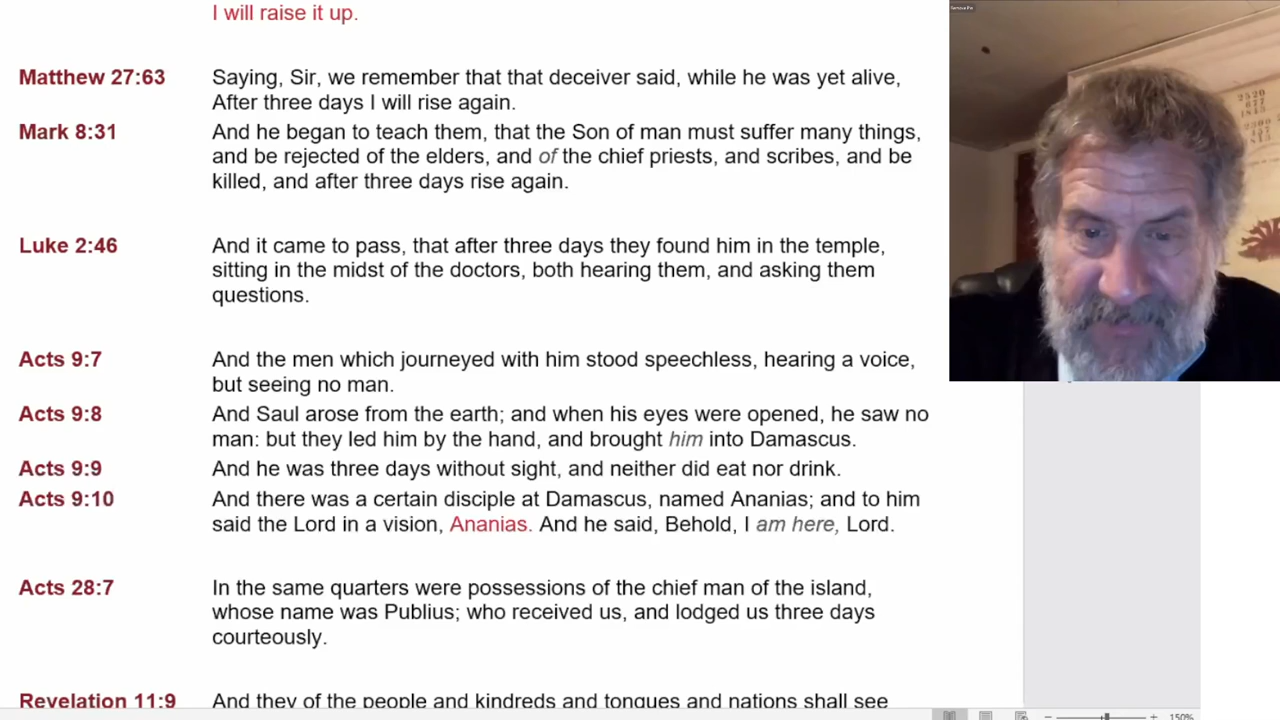 I will raise it up.
Matthew 27:63 Saying, Sir, we remember that that deceiver said, while he was yet alive,
After three days I will rise again.
Mark 8:31 And he began to teach them, that the Son of man must suffer many things,
and be rejected of the elders, and of the chief priests, and scribes, and be
killed, and after three days rise again.
Luke 2:46 And it came to pass, that after three days they found him in the temple,
sitting in the midst of the doctors, both hearing them, and asking them
questions.
Acts 9:7 And the men which journeyed with him stood speechless, hearing a voice,
but seeing no man.
Acts 9:8 And Saul arose from the earth; and when his eyes were opened, he saw no
man: but they led him by the hand, and brought him into Damascus.
Acts 9:9 And he was three days without sight, and neither did eat nor drink.
Acts 9:10 And there was a certain disciple at Damascus, named Ananias; and to him
said the Lord in a vision, Ananias. And he said, Behold, I am here, Lord.
Acts 28:7 In the same quarters were possessions of the chief man of the island,
whose name was Publius; who received us, and lodged us three days
courteously.
Revelation 11:9 And they of the people and kindreds and tongues and nations shall see
150%
2520
677
1815